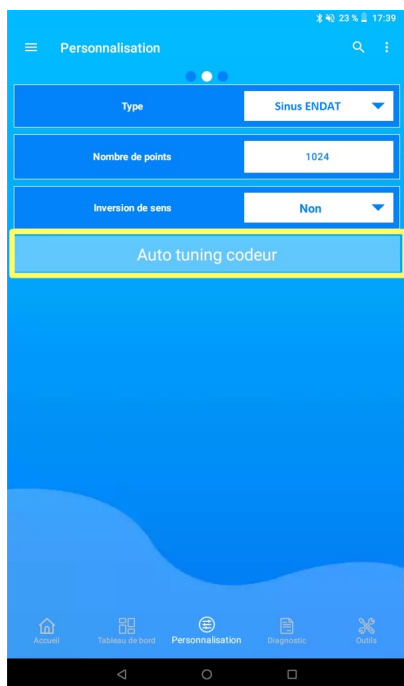 23 % 17:39
Personnalisation
Type
Sinus ENDAT
Nombre de points
1024
Inversion de sens
Non
Auto tuning codeur
Accueil
Tableau de bord
Personnalisation
Diagnostic
Outils